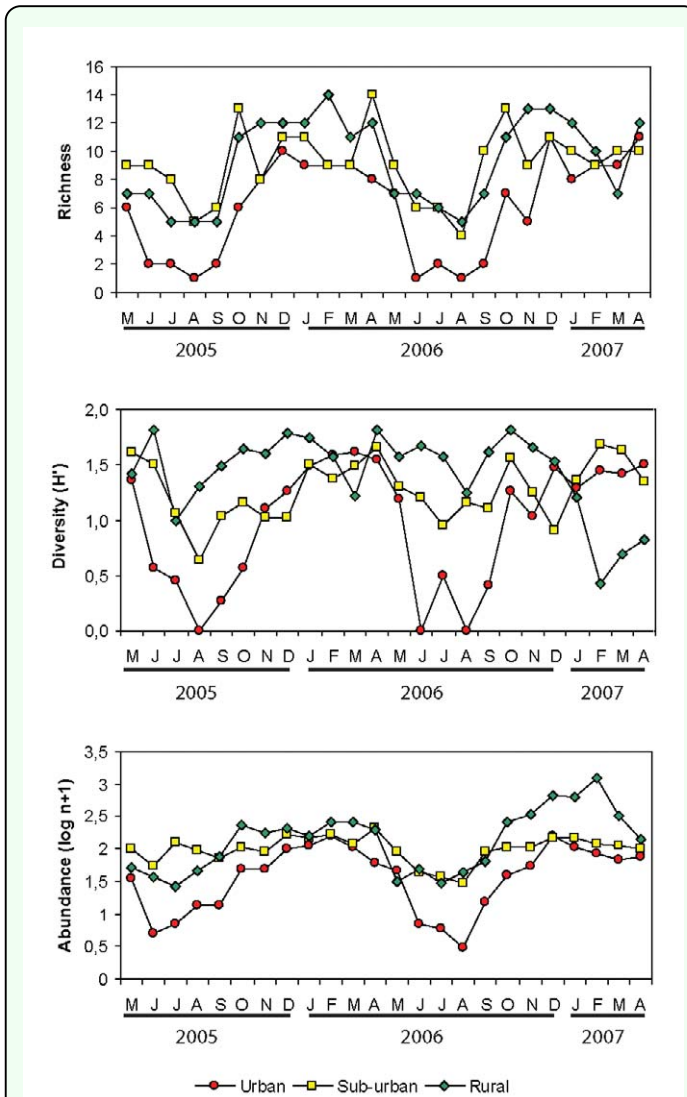 16
14
12
10
8
6
4
2
0
Richness
M J J A S O N D J F M A M J J A S O N D J F M A
2005 2006 2007
2,0
1,5
1,0
0,5
0,0
Diversity (H')
M J J A S O N D J F M A M J J A S O N D J F M A
2005 2006 2007
3,5
3
2,5
2
1,5
1
0,5
0
Abundance (log n+1)
M J J A S O N D J F M A M J J A S O N D J F M A
2005 2006 2007
Urban Sub-urban Rural